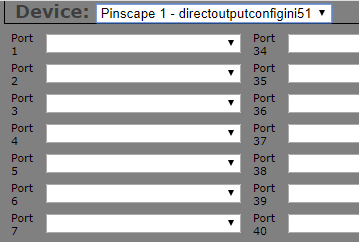 Device: Pinscape 1 - directoutputconfigini51
Port 1
Port 34
Port 2
Port 35
Port 3
Port 36
Port 4
Port 37
Port 5
Port 38
Port 6
Port 39
Port 7
Port 40